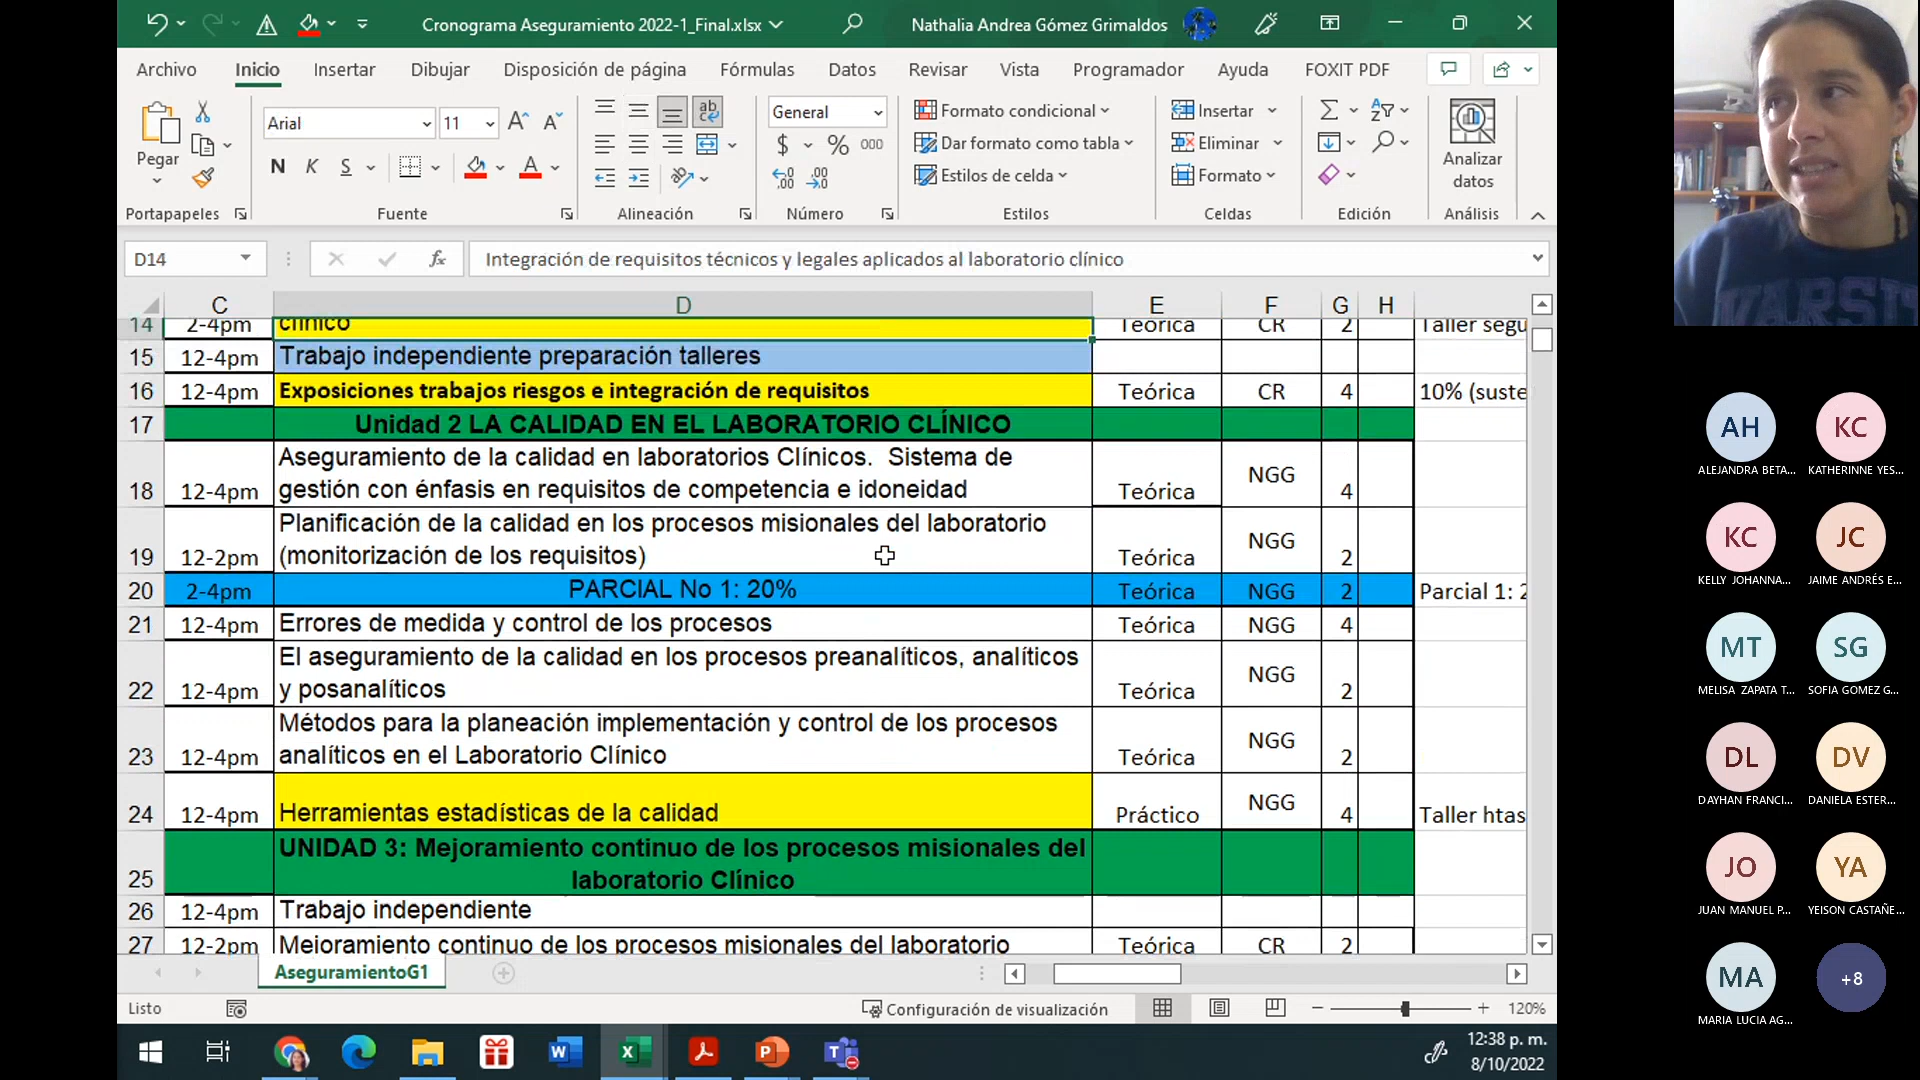 Cronograma Aseguramiento 2022-1_Final.xlsx
Nathalia Andrea Gómez Grimaldos
Archivo Inicio Insertar Dibujar Disposición de página Fórmulas Datos Revisar Vista Programador Ayuda FOXIT PDF
Pegar
Arial 11
N K S
ab
General
$ % 000
Formato condicional
Dar formato como tabla
Estilos de celda
Insertar
Eliminar
Formato
Analizar
datos
Portapapeles Fuente Alineación Número Estilos Celdas Edición Análisis
D14 fx Integración de requisitos técnicos y legales aplicados al laboratorio clínico
C D E F G H
14 2-4pm clínico Teórica CR 2 Taller segu
15 12-4pm Trabajo independiente preparación talleres
16 12-4pm Exposiciones trabajos riesgos e integración de requisitos Teórica CR 4 10% (suste
17 Unidad 2 LA CALIDAD EN EL LABORATORIO CLÍNICO
Aseguramiento de la calidad en laboratorios Clínicos. Sistema de
18 12-4pm gestión con énfasis en requisitos de competencia e idoneidad Teórica NGG 4
Planificación de la calidad en los procesos misionales del laboratorio
19 12-2pm (monitorización de los requisitos) Teórica NGG 2
20 2-4pm PARCIAL No 1: 20% Teórica NGG 2 Parcial 1: 2
21 12-4pm Errores de medida y control de los procesos Teórica NGG 4
El aseguramiento de la calidad en los procesos preanalíticos, analíticos
22 12-4pm y posanalíticos Teórica NGG 2
Métodos para la planeación implementación y control de los procesos
23 12-4pm analíticos en el Laboratorio Clínico Teórica NGG 2
24 12-4pm Herramientas estadísticas de la calidad Práctico NGG 4 Taller htas
UNIDAD 3: Mejoramiento continuo de los procesos misionales del
25 laboratorio Clínico
26 12-4pm Trabajo independiente
27 12-2pm Mejoramiento continuo de los procesos misionales del laboratorio Teórica CR 2
AseguramientoG1
Listo Configuración de visualización 120%
12:38 p. m.
8/10/2022
VARSIT
AH KC
ALEJANDRA BETA... KATHERINNE YES...
KC JC
KELLY JOHANNA... JAIME ANDRÉS E...
MT SG
MELISA ZAPATA T... SOFIA GOMEZ G...
DL DV
DAYHAN FRANCI... DANIELA ESTER...
JO YA
JUAN MANUEL P... YEISON CASTAÑE...
MA +8
MARIA LUCIA AG...